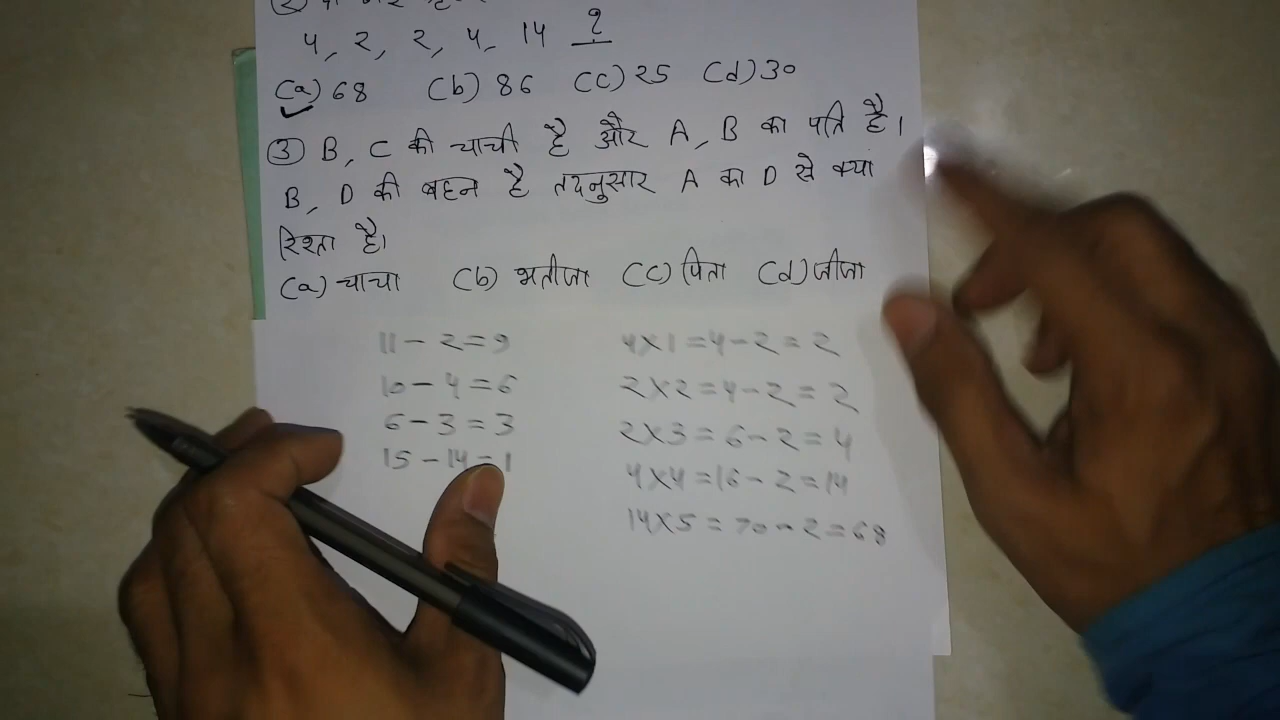 4, 2, 2, 4, 14 ?
(a) 68 (b) 86 (c) 25 (d) 30
③ B, C की चाची है और A, B का पति है।
B, D की बहन है तदनुसार A का D से क्या
रिश्ता है।
(a) चाचा (b) भतीजा (c) पिता (d) जीजा
11 - 2 = 9
10 - 4 = 6
6 - 3 = 3
15 - 14 = 1
4×1 = 4 - 2 = 2
2×2 = 4 - 2 = 2
2×3 = 6 - 2 = 4
4×4 = 16 - 2 = 14
14×5 = 70 - 2 = 68